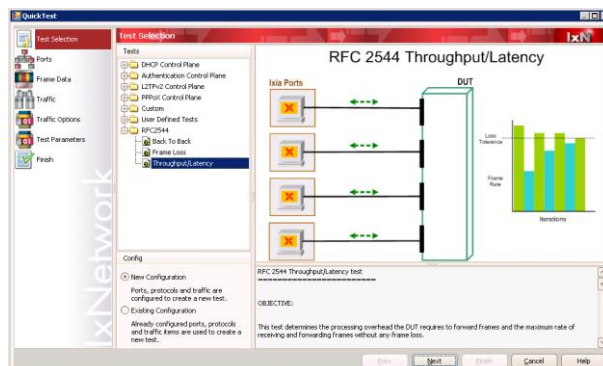 QuickTest
Test Selection
Ports
Frame Data
Traffic
Traffic Options
Test Parameters
Finish
IxNetwork
Test Selection
IxN
Tests
DHCP Control Plane
Authentication Control Plane
L2TPv2 Control Plane
PPPoX Control Plane
Custom
User Defined Tests
RFC2544
Back To Back
Frame Loss
Throughput/Latency
Config
New Configuration
Ports, protocols and traffic are
configured to create a new test.
Existing Configuration
Already configured ports, protocols
and traffic items are used to create a
new test.
RFC 2544 Throughput/Latency
Ixia Ports
DUT
Loss
Tolerance
Frame
Rate
Iterations
RFC 2544 Throughput/Latency test
========================
OBJECTIVE:
This test determines the processing overhead the DUT requires to forward frames and the maximum rate of
receiving and forwarding frames without any frame loss.
Prev Next Finish Cancel Help